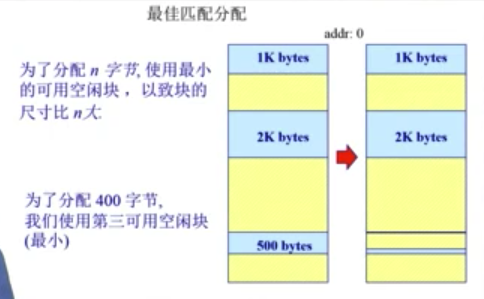 最佳匹配分配
addr: 0
为了分配 n 字节, 使用最小
的可用空闲块，以致块的
尺寸比 n大.
为了分配 400 字节,
我们使用第三可用空闲块
(最小)
1K bytes
2K bytes
500 bytes
1K bytes
2K bytes